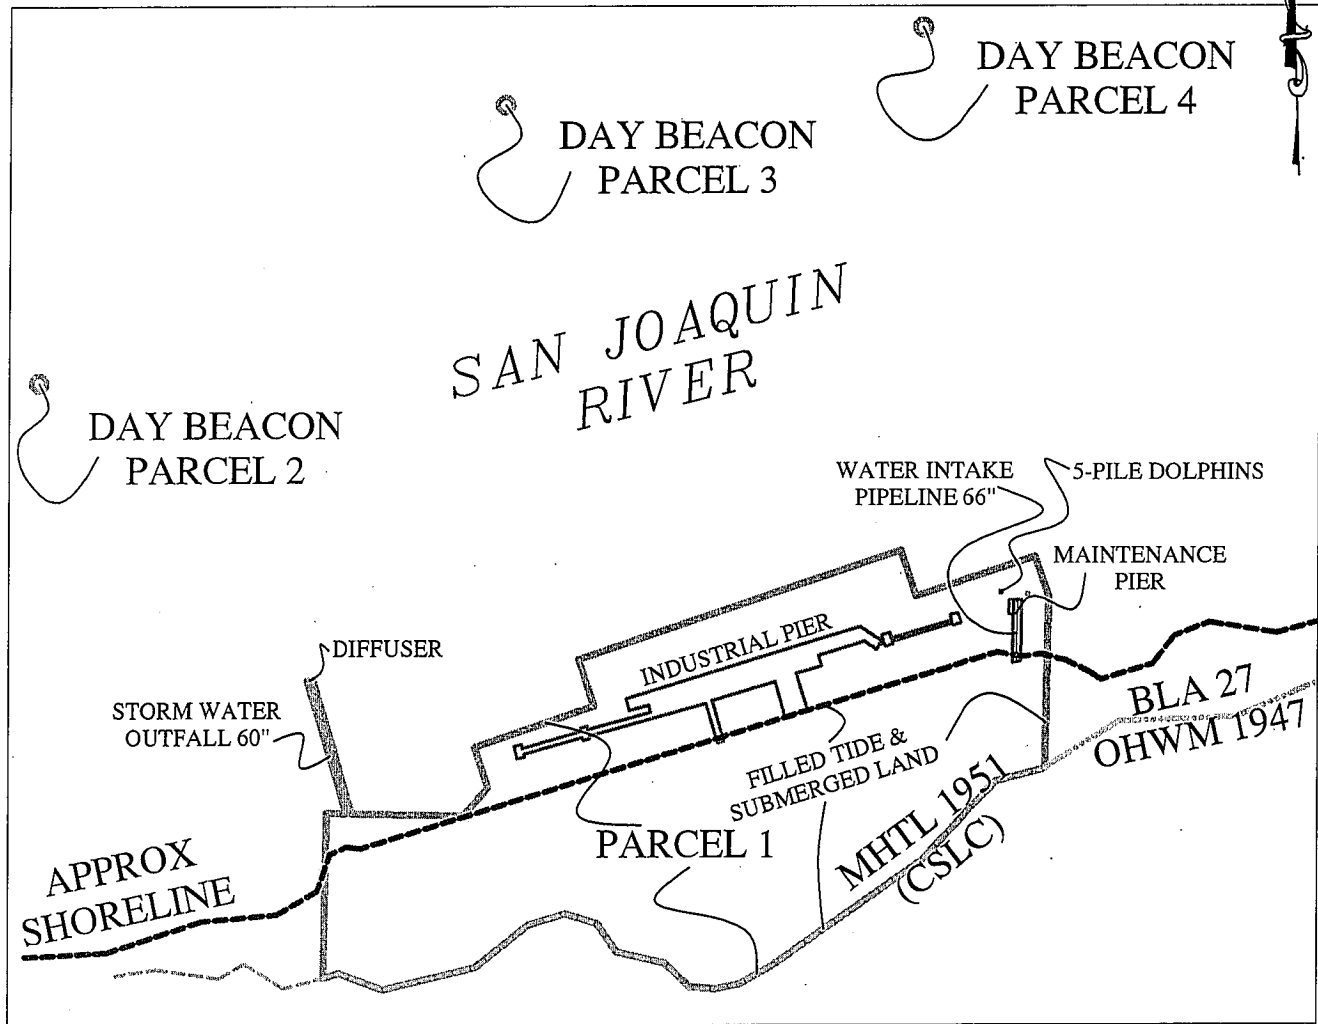 DAY BEACON
PARCEL 4
DAY BEACON
PARCEL 3
SAN JOAQUIN
RIVER
DAY BEACON
PARCEL 2
WATER INTAKE
PIPELINE 66"
5-PILE DOLPHINS
MAINTENANCE
PIER
INDUSTRIAL PIER
DIFFUSER
STORM WATER
OUTFALL 60"
BLA 27
OHWM 1947
FILLED TIDE &
SUBMERGED LAND
MHTL 1951
(CSLC)
PARCEL 1
APPROX
SHORELINE